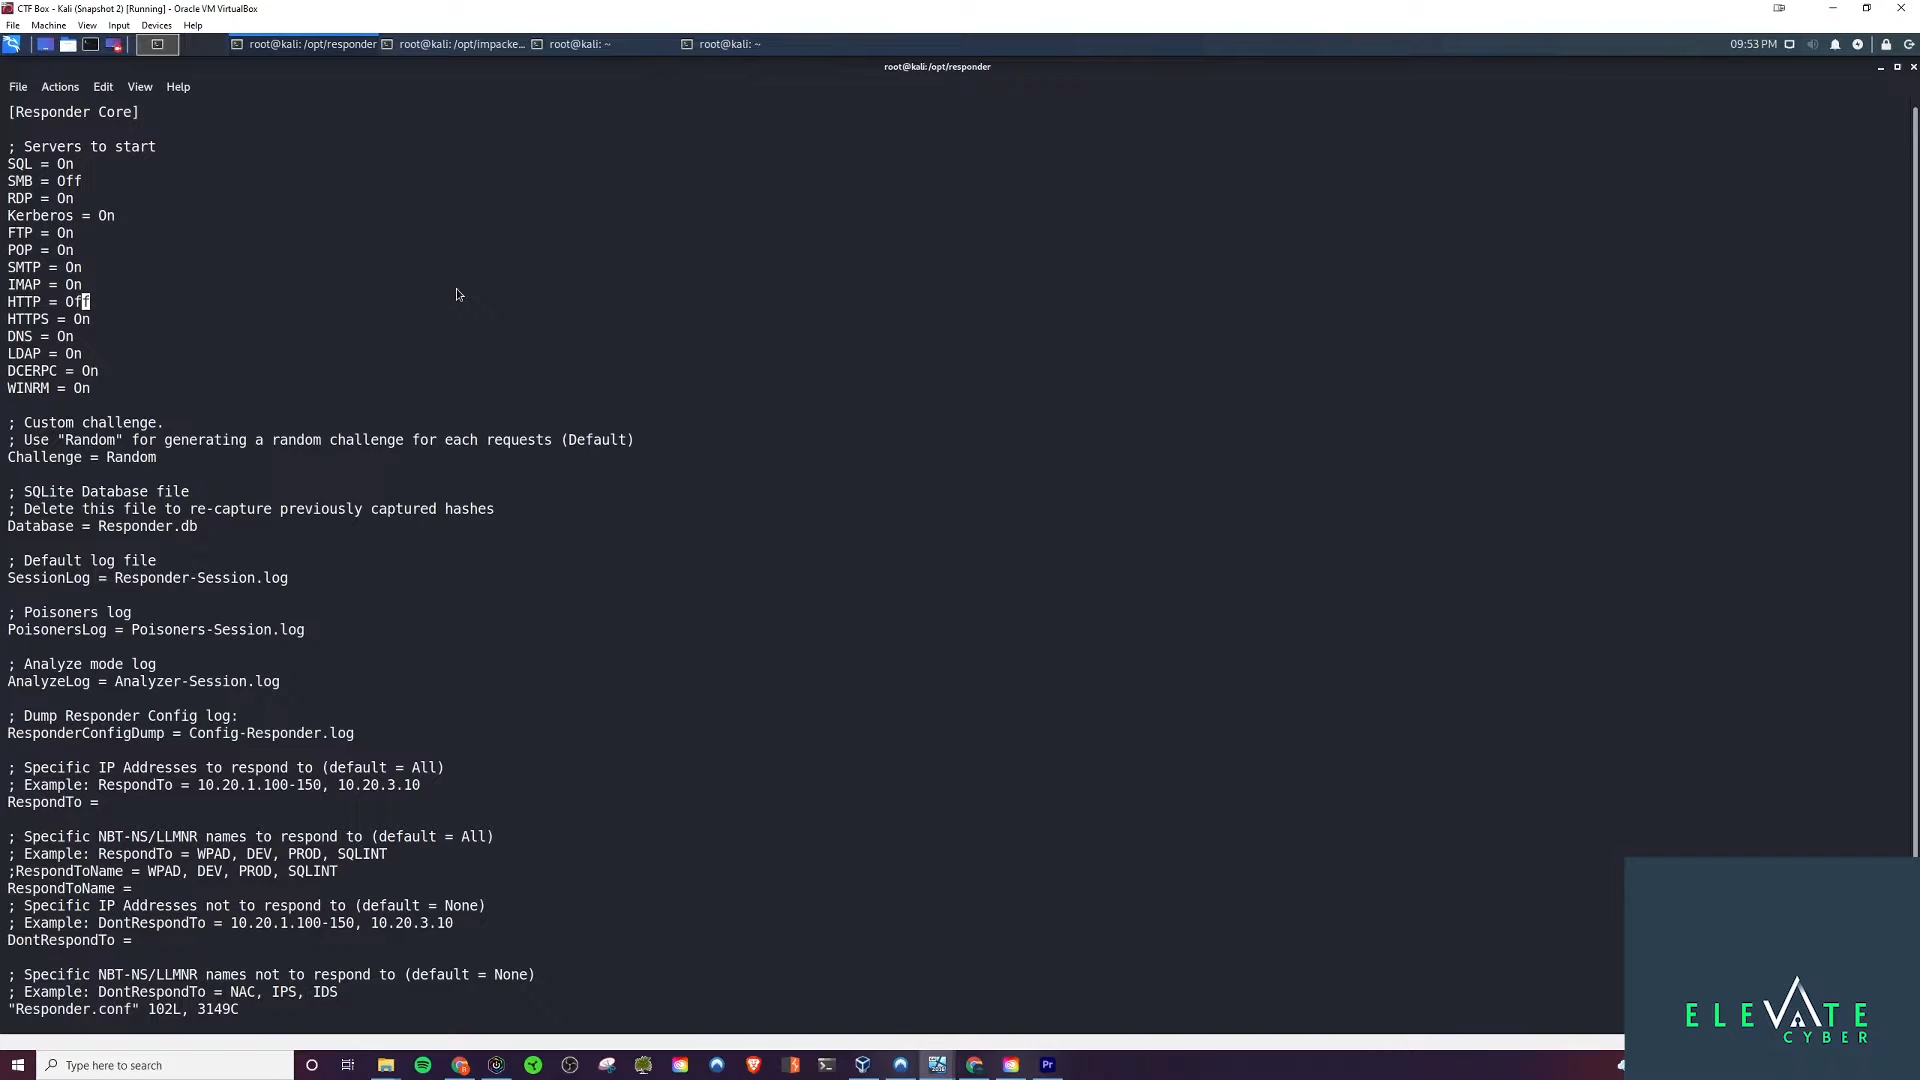 CTF Box - Kali (Snapshot 2) [Running] - Oracle VM VirtualBox
File Machine View Input Devices Help
root@kali: /opt/responder
root@kali: /opt/impacke...
root@kali: ~
root@kali: ~
09:53 PM
root@kali: /opt/responder
File Actions Edit View Help
[Responder Core]
; Servers to start
SQL = On
SMB = Off
RDP = On
Kerberos = On
FTP = On
POP = On
SMTP = On
IMAP = On
HTTP = Off
HTTPS = On
DNS = On
LDAP = On
DCERPC = On
WINRM = On
; Custom challenge.
; Use "Random" for generating a random challenge for each requests (Default)
Challenge = Random
; SQLite Database file
; Delete this file to re-capture previously captured hashes
Database = Responder.db
; Default log file
SessionLog = Responder-Session.log
; Poisoners log
PoisonersLog = Poisoners-Session.log
; Analyze mode log
AnalyzeLog = Analyzer-Session.log
; Dump Responder Config log:
ResponderConfigDump = Config-Responder.log
; Specific IP Addresses to respond to (default = All)
; Example: RespondTo = 10.20.1.100-150, 10.20.3.10
RespondTo =
; Specific NBT-NS/LLMNR names to respond to (default = All)
; Example: RespondTo = WPAD, DEV, PROD, SQLINT
;RespondToName = WPAD, DEV, PROD, SQLINT
RespondToName =
; Specific IP Addresses not to respond to (default = None)
; Example: DontRespondTo = 10.20.1.100-150, 10.20.3.10
DontRespondTo =
; Specific NBT-NS/LLMNR names not to respond to (default = None)
; Example: DontRespondTo = NAC, IPS, IDS
"Responder.conf" 102L, 3149C
ELEVATE
CYBER
Type here to search
Pr